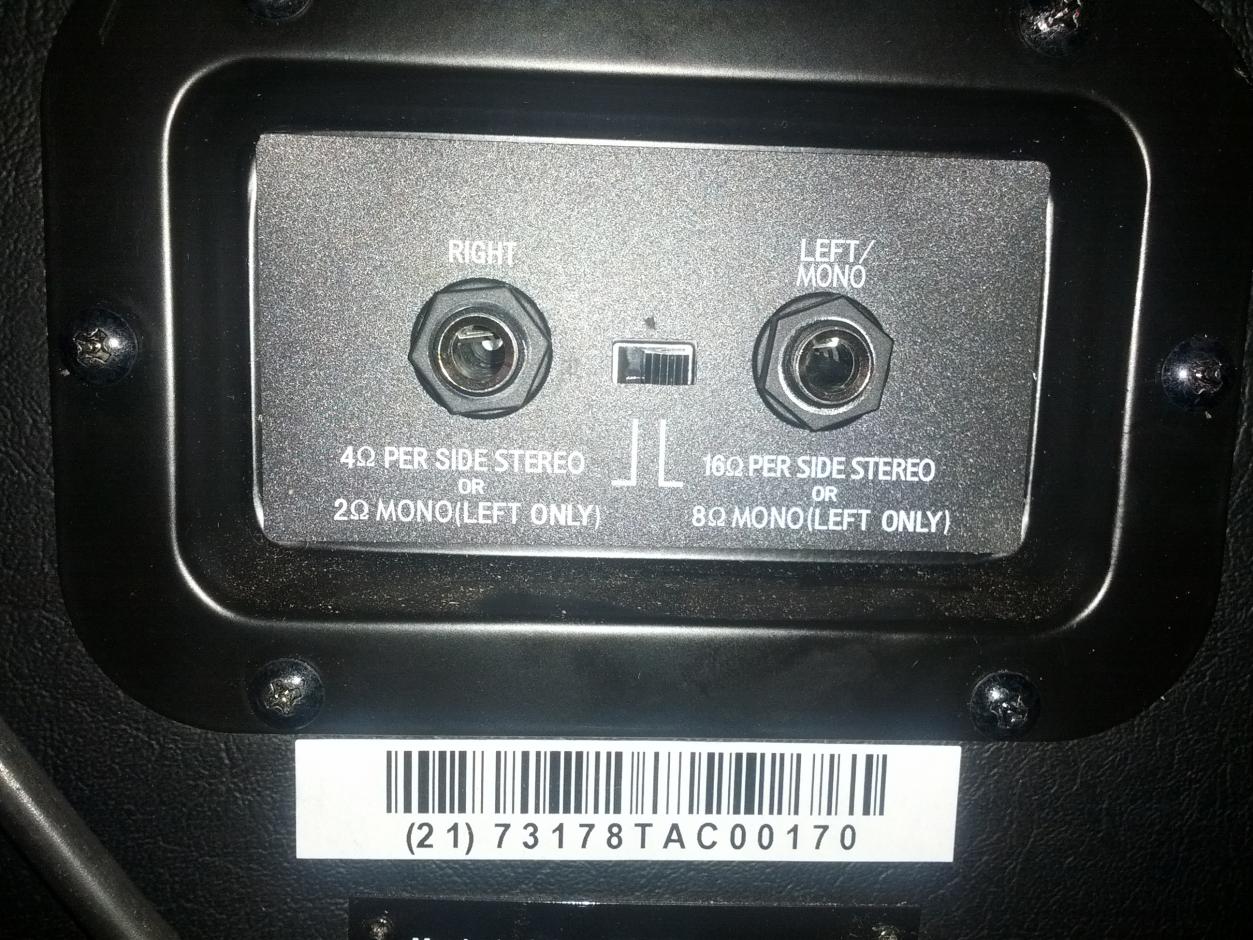 RIGHT
LEFT/
MONO
4Ω PER SIDE STEREO
OR
2Ω MONO(LEFT ONLY)
16Ω PER SIDE STEREO
OR
8Ω MONO(LEFT ONLY)
(21) 73178TAC00170